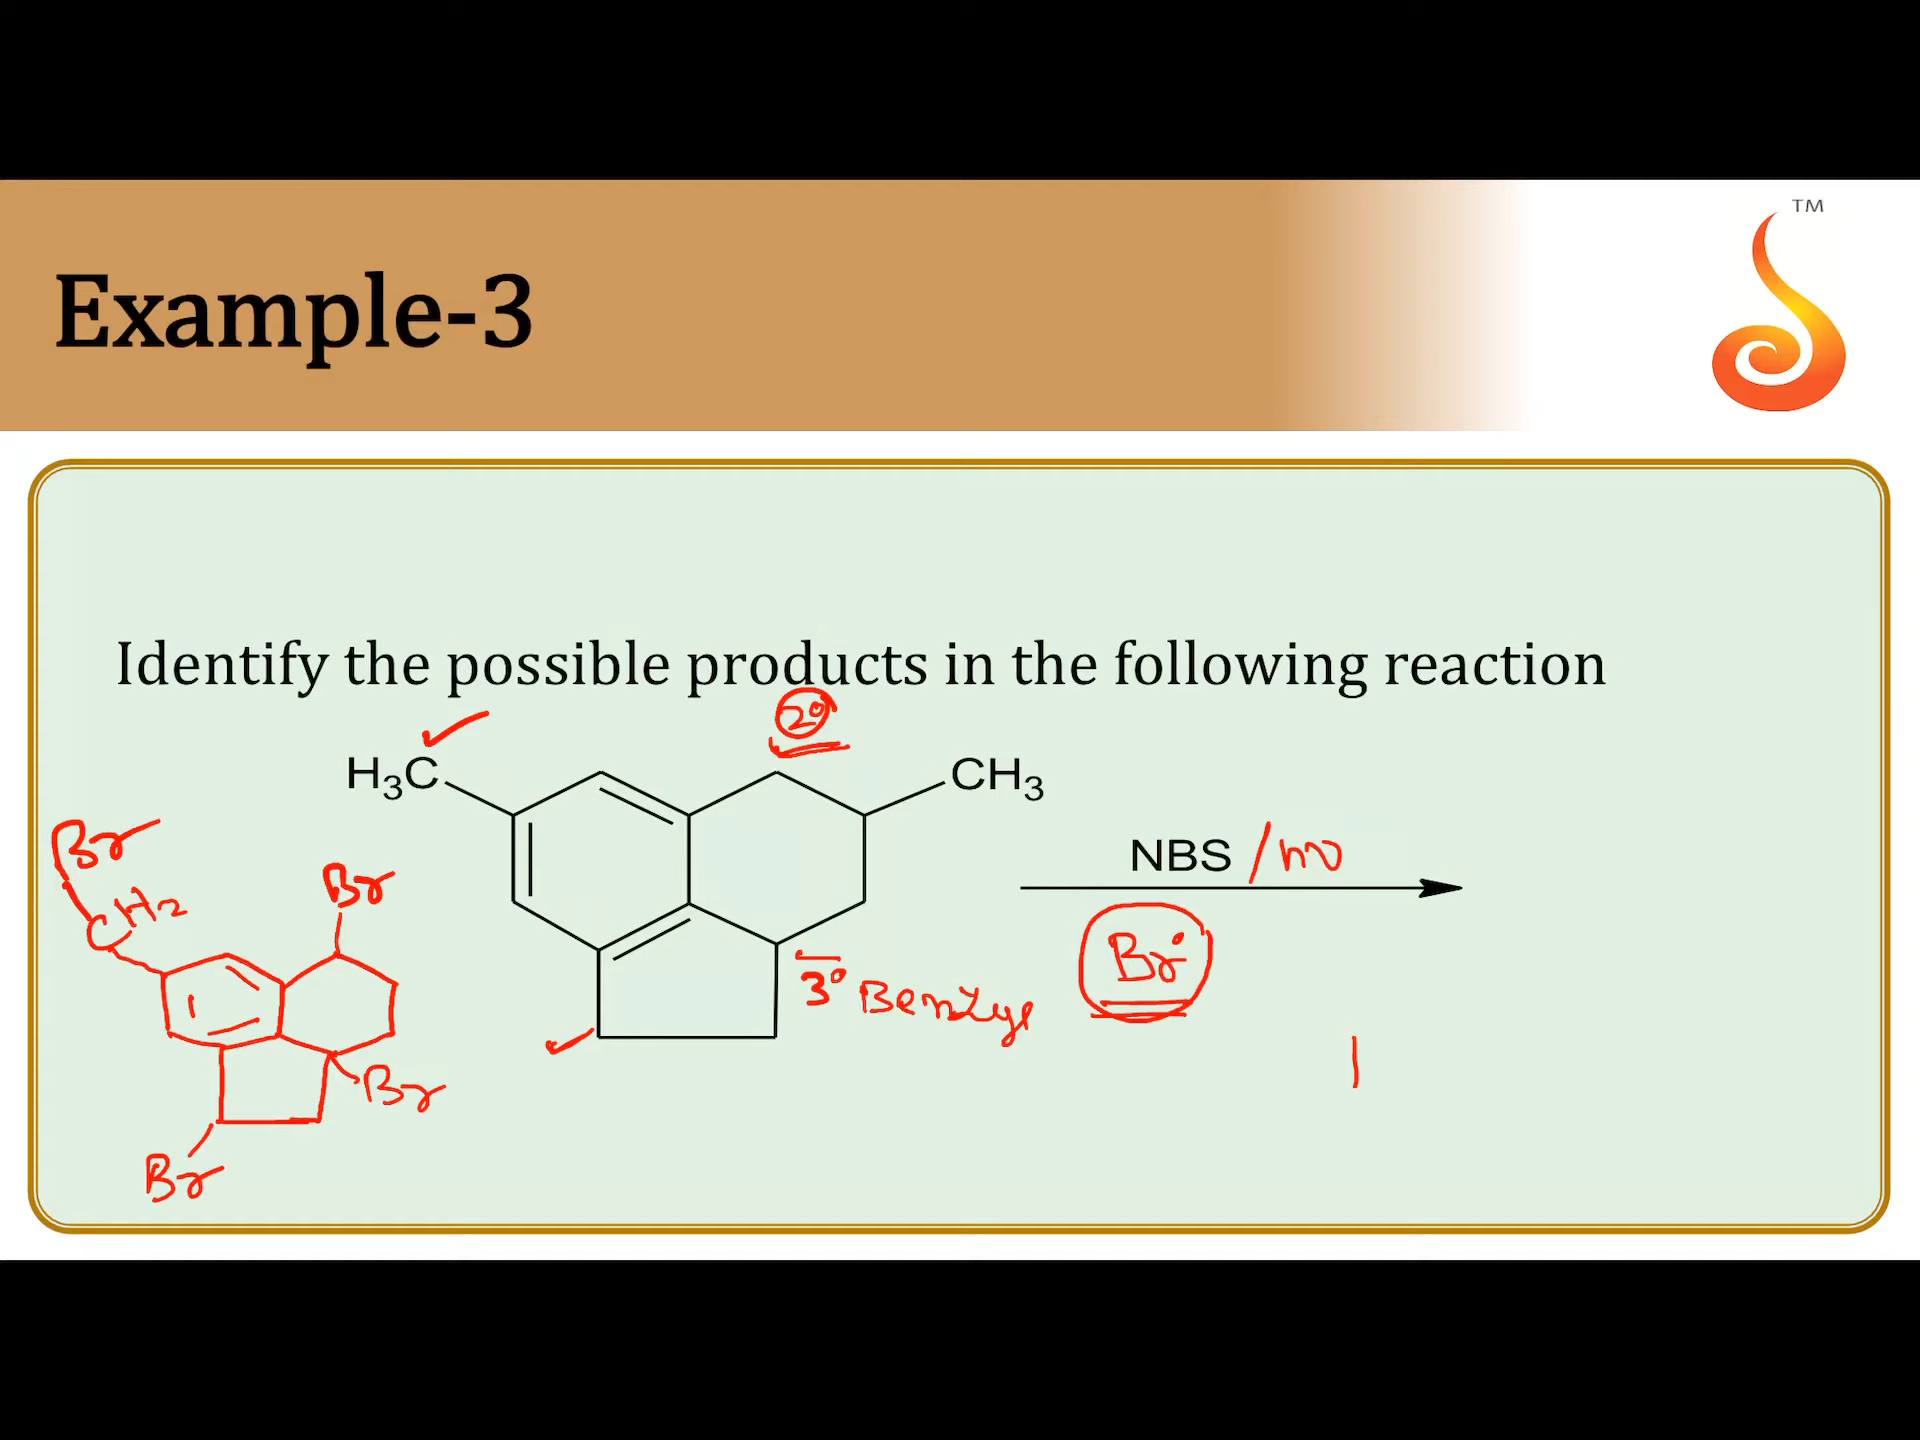 TM
Example-3
Identify the possible products in the following reaction
2°
H₃C
CH₃
Br
NBS /hν
Br
CH₂
Br•
3° Benzyl
Br
Br